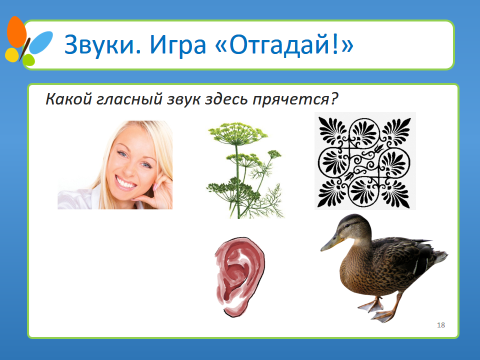 Звуки. Игра «Отгадай!»
Какой гласный звук здесь прячется?
18